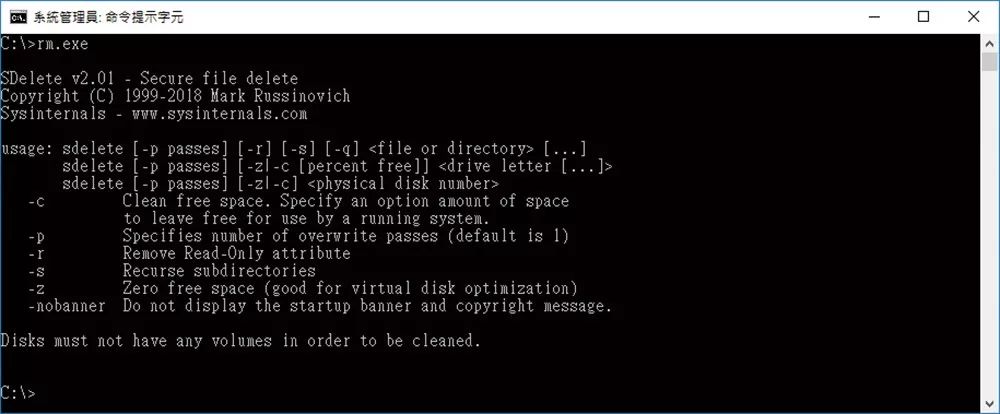 系統管理員: 命令提示字元
C:\>rm.exe
SDelete v2.01 - Secure file delete
Copyright (C) 1999-2018 Mark Russinovich
Sysinternals - www.sysinternals.com
usage: sdelete [-p passes] [-r] [-s] [-q] <file or directory> [...]
sdelete [-p passes] [-z|-c [percent free]] <drive letter [...]>
sdelete [-p passes] [-z|-c] <physical disk number>
-c Clean free space. Specify an option amount of space
to leave free for use by a running system.
-p Specifies number of overwrite passes (default is 1)
-r Remove Read-Only attribute
-s Recurse subdirectories
-z Zero free space (good for virtual disk optimization)
-nobanner Do not display the startup banner and copyright message.
Disks must not have any volumes in order to be cleaned.
C:\>